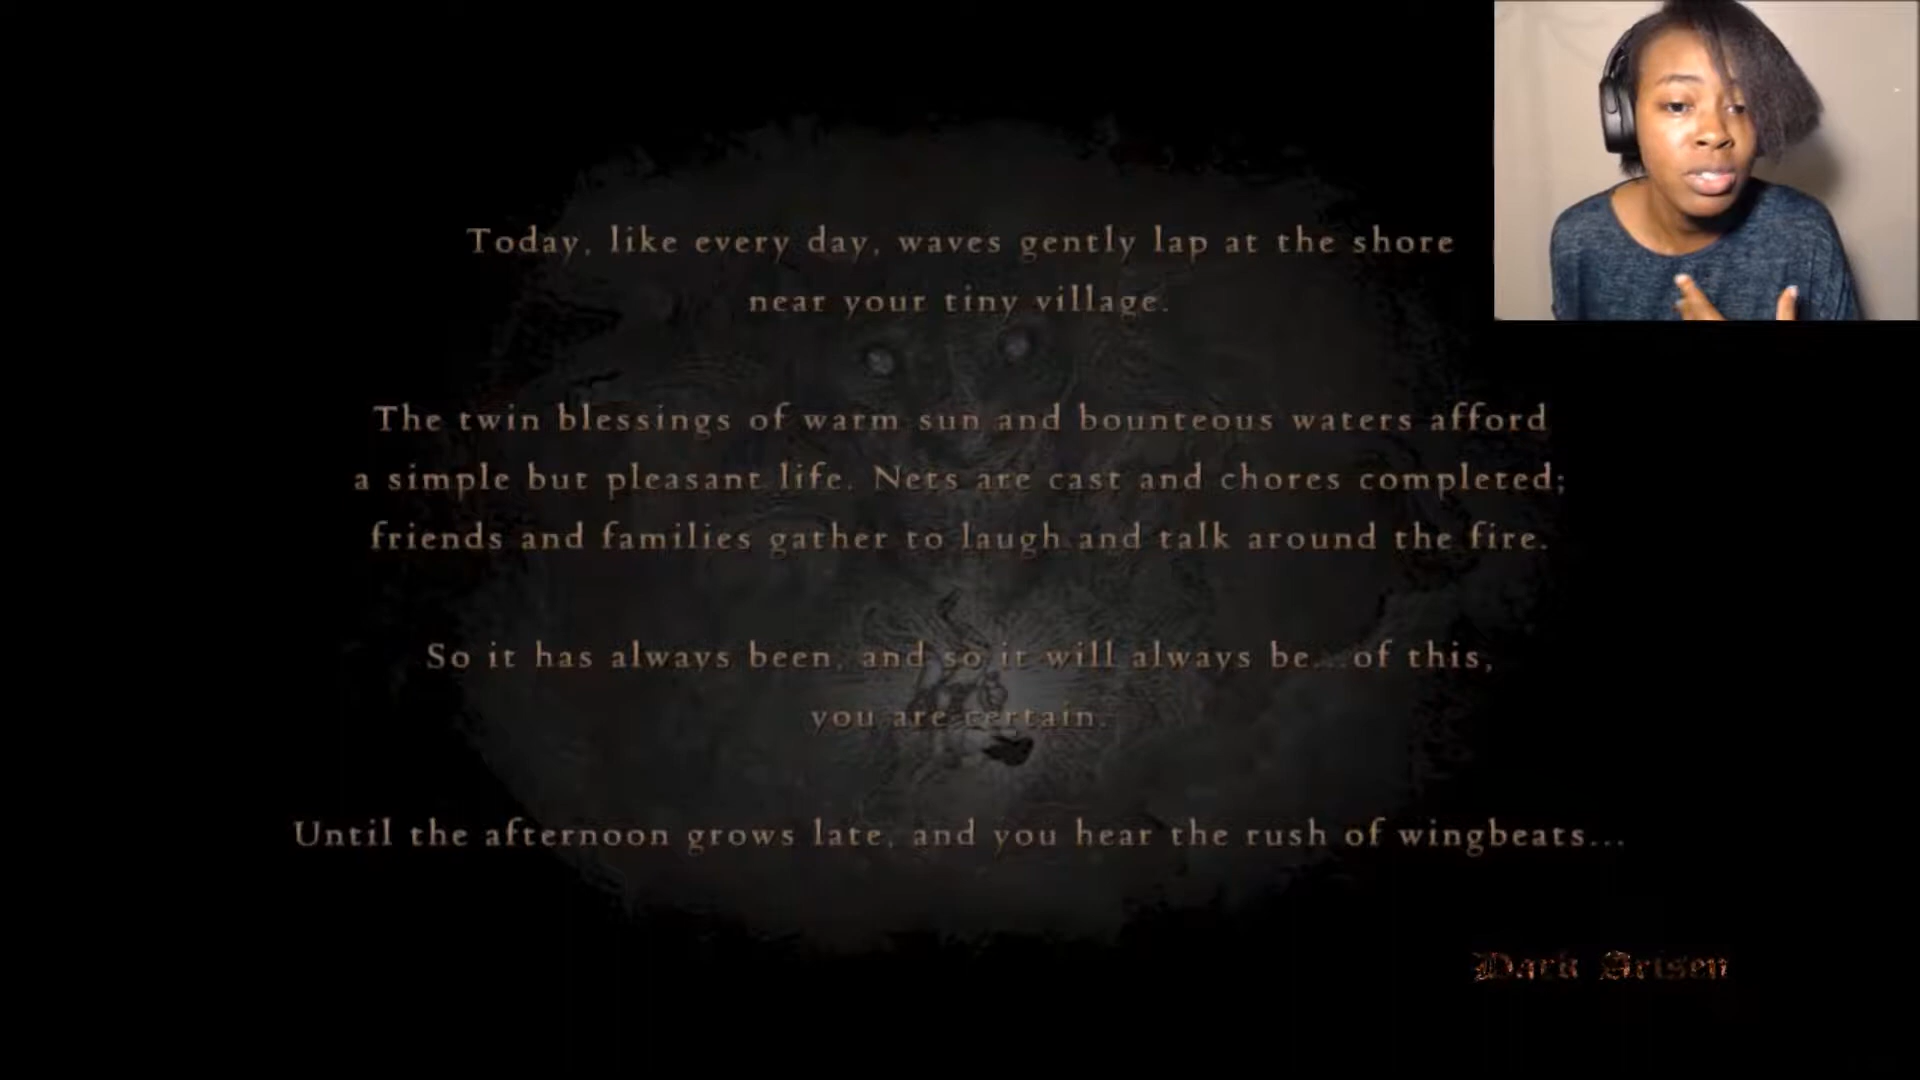 Today, like every day, waves gently lap at the shore
near your tiny village.
The twin blessings of warm sun and bounteous waters afford
a simple but pleasant life. Nets are cast and chores completed;
friends and families gather to laugh and talk around the fire.
So it has always been, and so it will always be...of this,
you are certain.
Until the afternoon grows late, and you hear the rush of wingbeats...
Dark Arisen